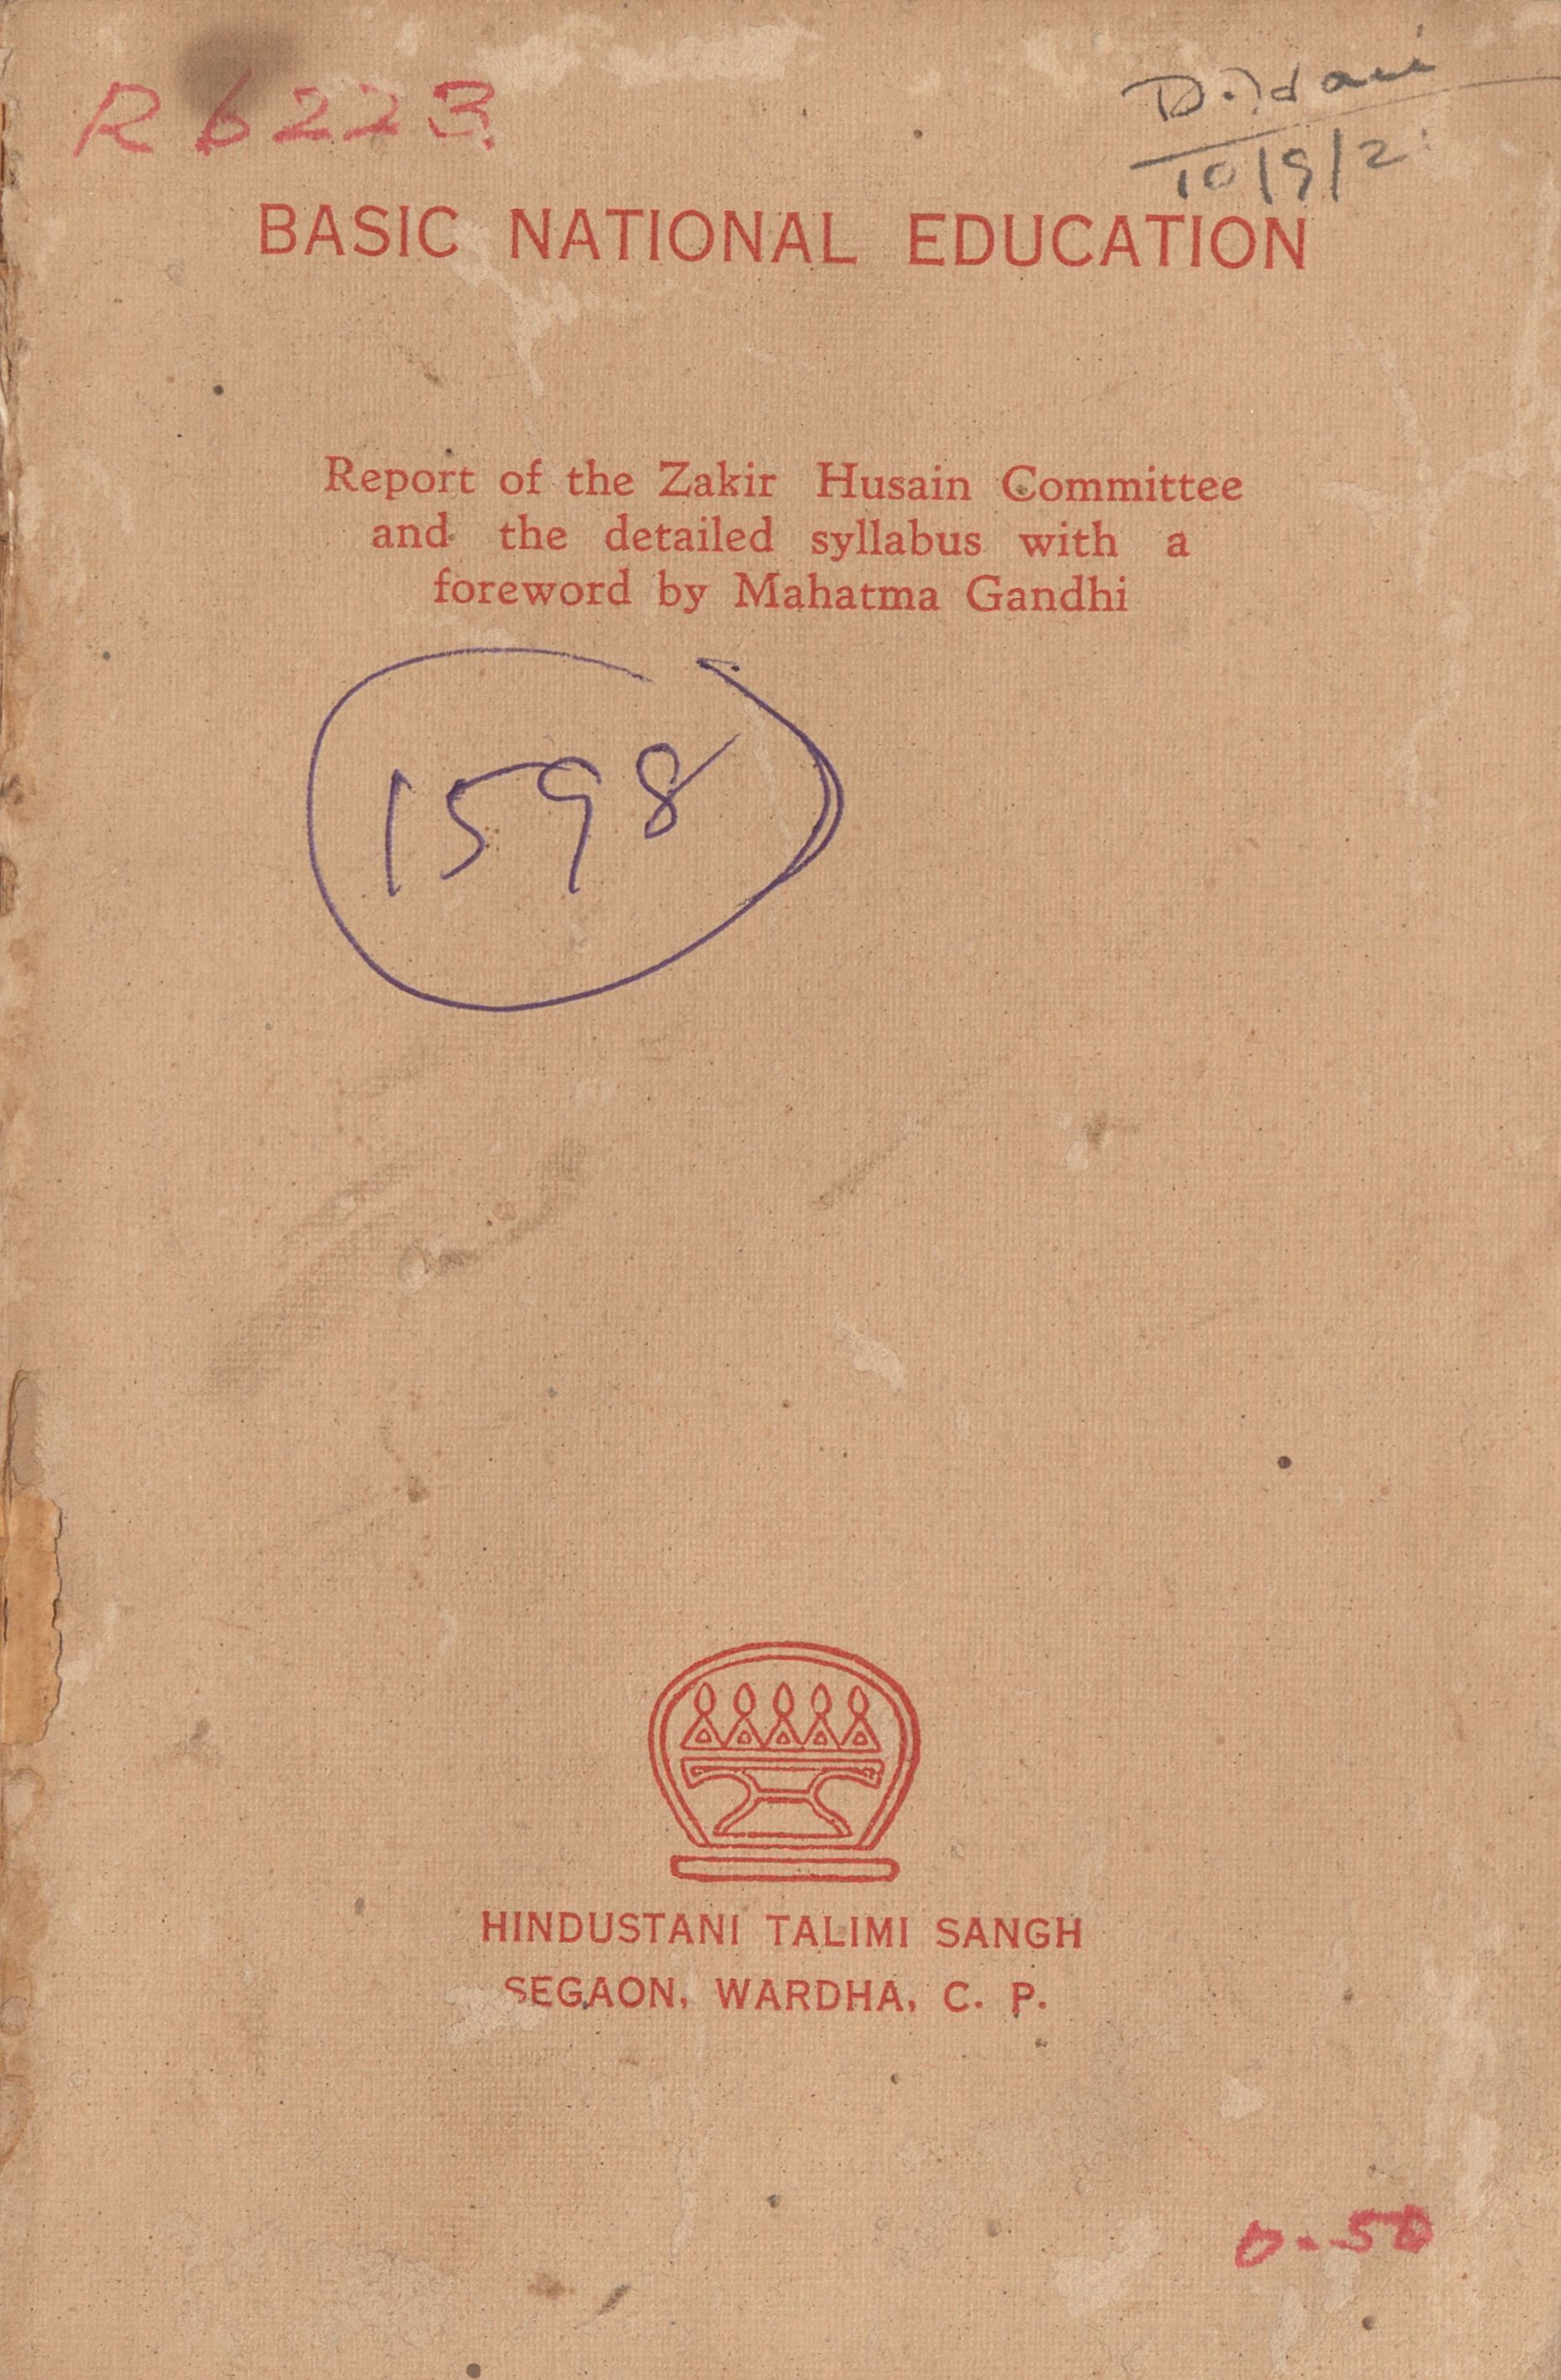 R 6223
10/9/2
BASIC NATIONAL EDUCATION
Report of the Zakir Husain Committee
and the detailed syllabus with a
foreword by Mahatma Gandhi
1598
HINDUSTANI TALIMI SANGH
SEGAON, WARDHA, C. P.
0-50